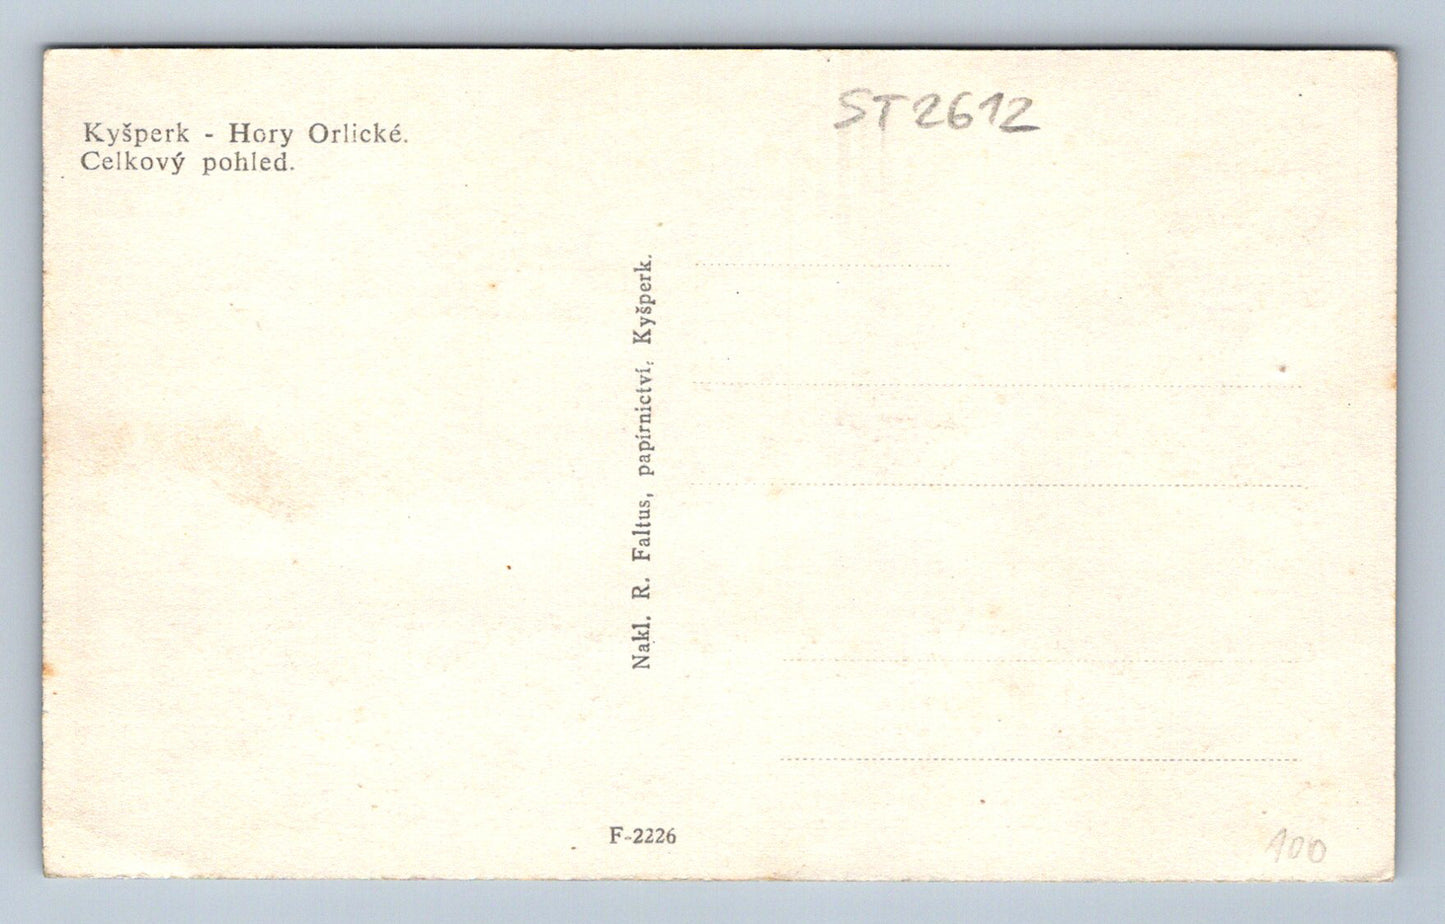 Kyšperk - Hory Orlické.
Celkový pohled.
ST2612
Nakl. R. Faltus, papírnictví, Kyšperk.
F-2226
100